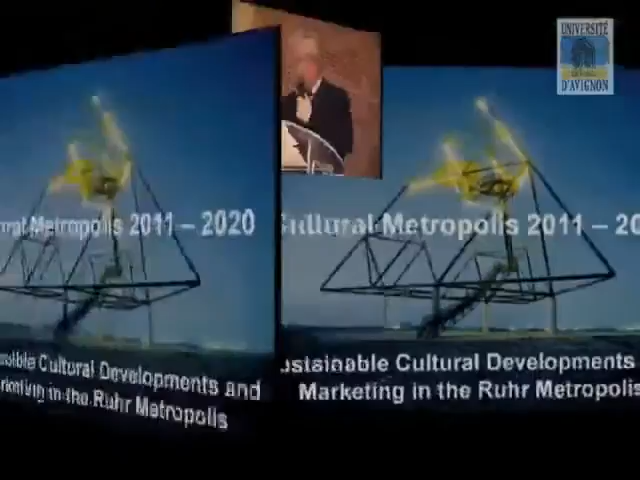 UNIVERSITÉ
D'AVIGNON
Metropolis 2011 – 2020
Cultural Metropolis 2011 – 20
Cultural Developments and
in the Ruhr Metropolis
ustainable Cultural Developments
Marketing in the Ruhr Metropolis